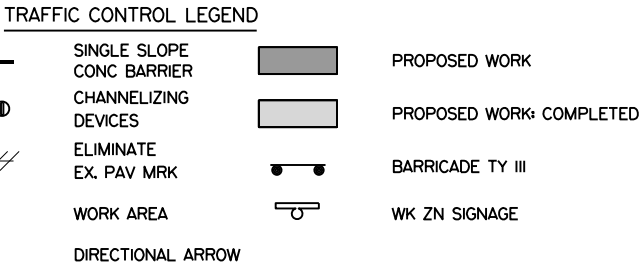 TRAFFIC CONTROL LEGEND
SINGLE SLOPE
CONC BARRIER
CHANNELIZING
DEVICES
ELIMINATE
EX. PAV MRK
WORK AREA
DIRECTIONAL ARROW
PROPOSED WORK
PROPOSED WORK: COMPLETED
BARRICADE TY III
WK ZN SIGNAGE